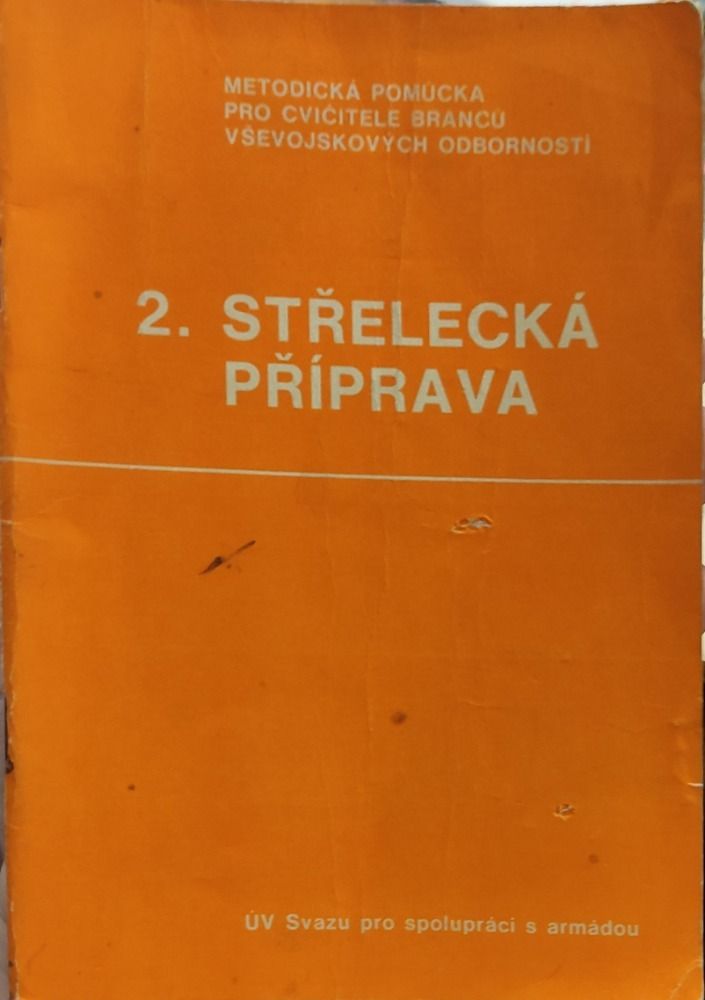 METODICKÁ POMŮCKA
PRO CVIČITELE BRANCŮ
VŠEVOJSKOVÝCH ODBORNOSTÍ
2. STŘELECKÁ
PŘÍPRAVA
ÚV Svazu pro spolupráci s armádou